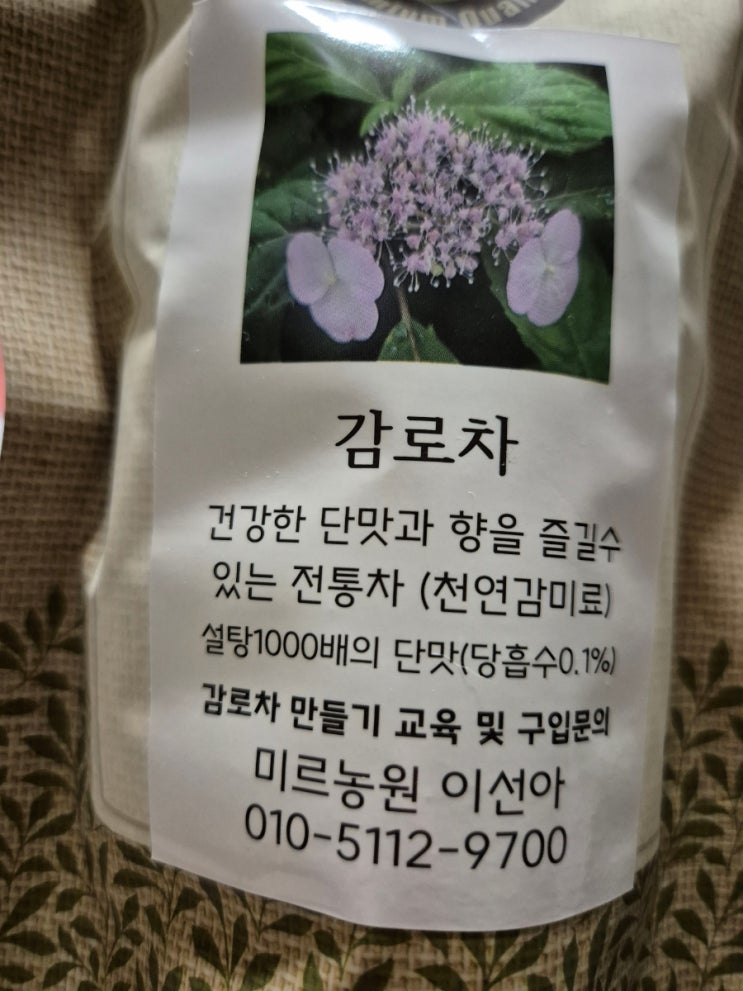 감로차
건강한 단맛과 향을 즐길수
있는 전통차 (천연감미료)
설탕1000배의 단맛(당흡수0.1%)
감로차 만들기 교육 및 구입문의
미르농원 이선아
010-5112-9700